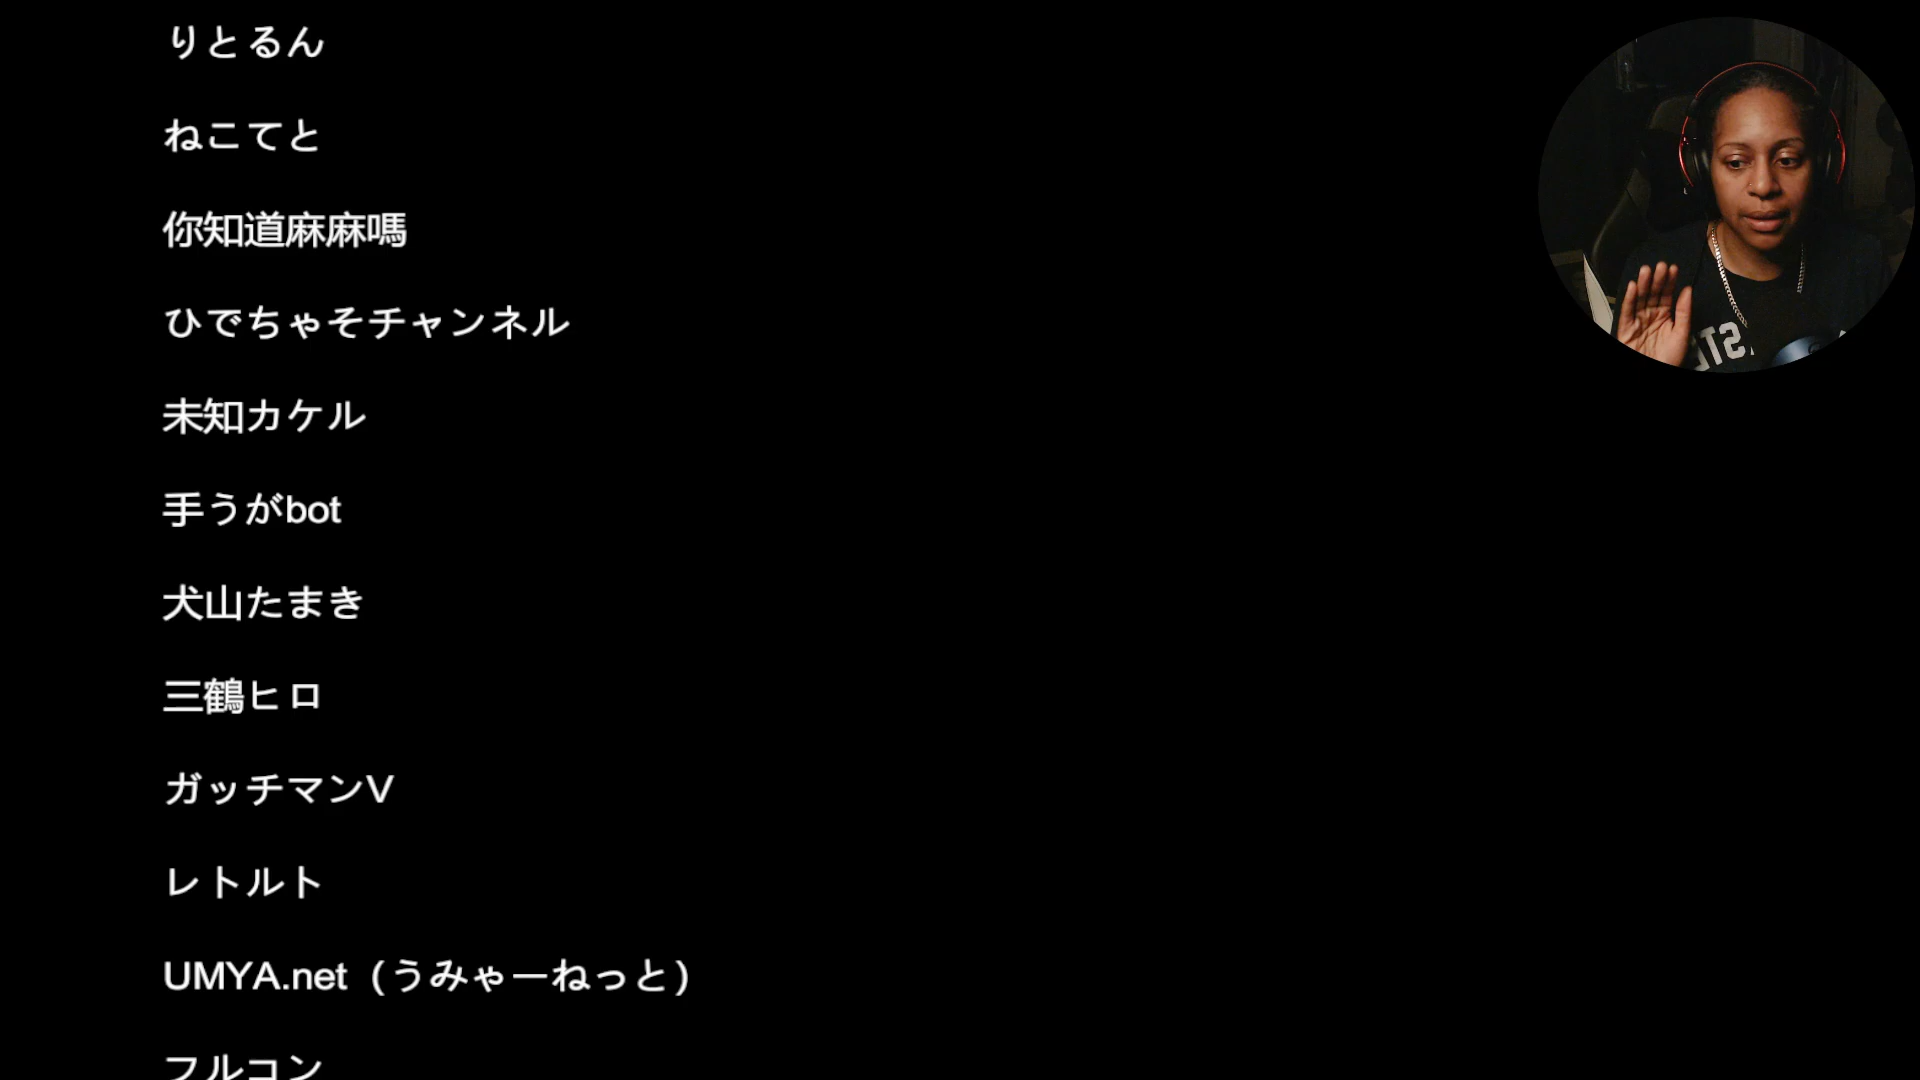 りとるん
ねこてと
你知道麻麻嗎
ひでちゃそチャンネル
未知カケル
手うがbot
犬山たまき
三鶴ヒロ
ガッチマンV
レトルト
UMYA.net（うみゃーねっと）
フルコン